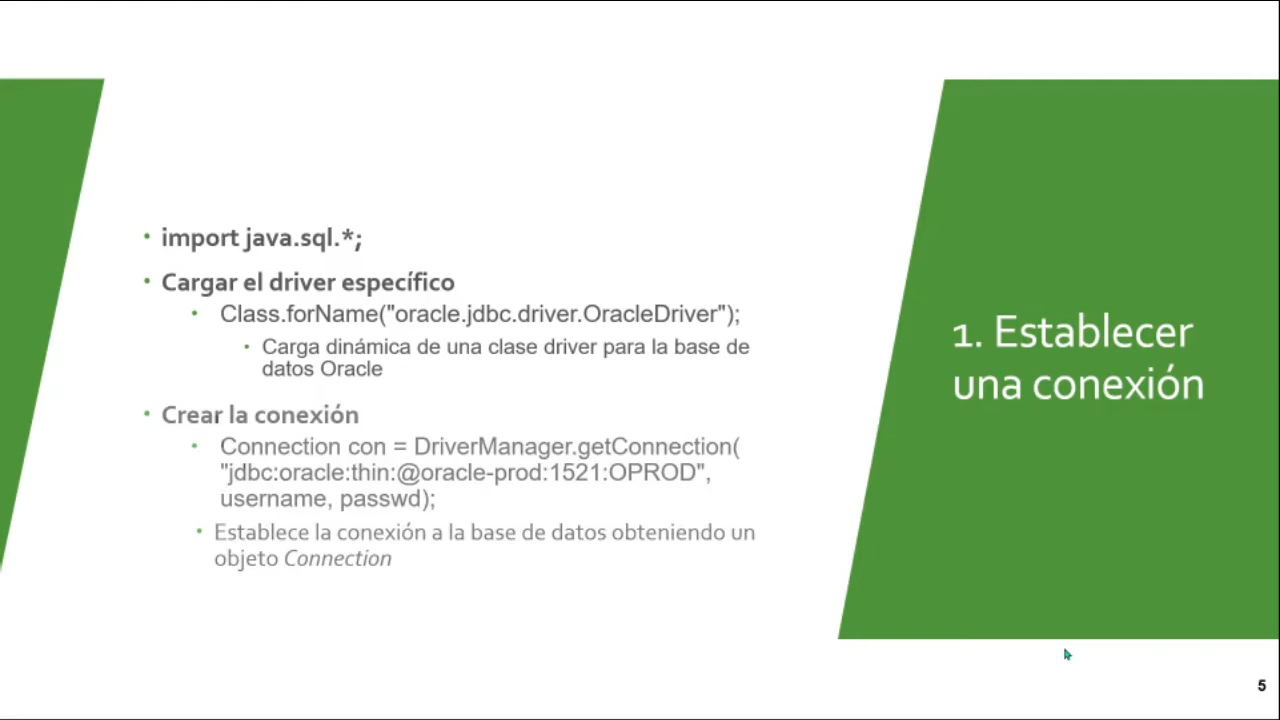 import java.sql.*;
Cargar el driver específico
Class.forName("oracle.jdbc.driver.OracleDriver");
Carga dinámica de una clase driver para la base de
datos Oracle
Crear la conexión
Connection con = DriverManager.getConnection(
"jdbc:oracle:thin:@oracle-prod:1521:OPROD",
username, passwd);
Establece la conexión a la base de datos obteniendo un
objeto Connection
1. Establecer
una conexión
5